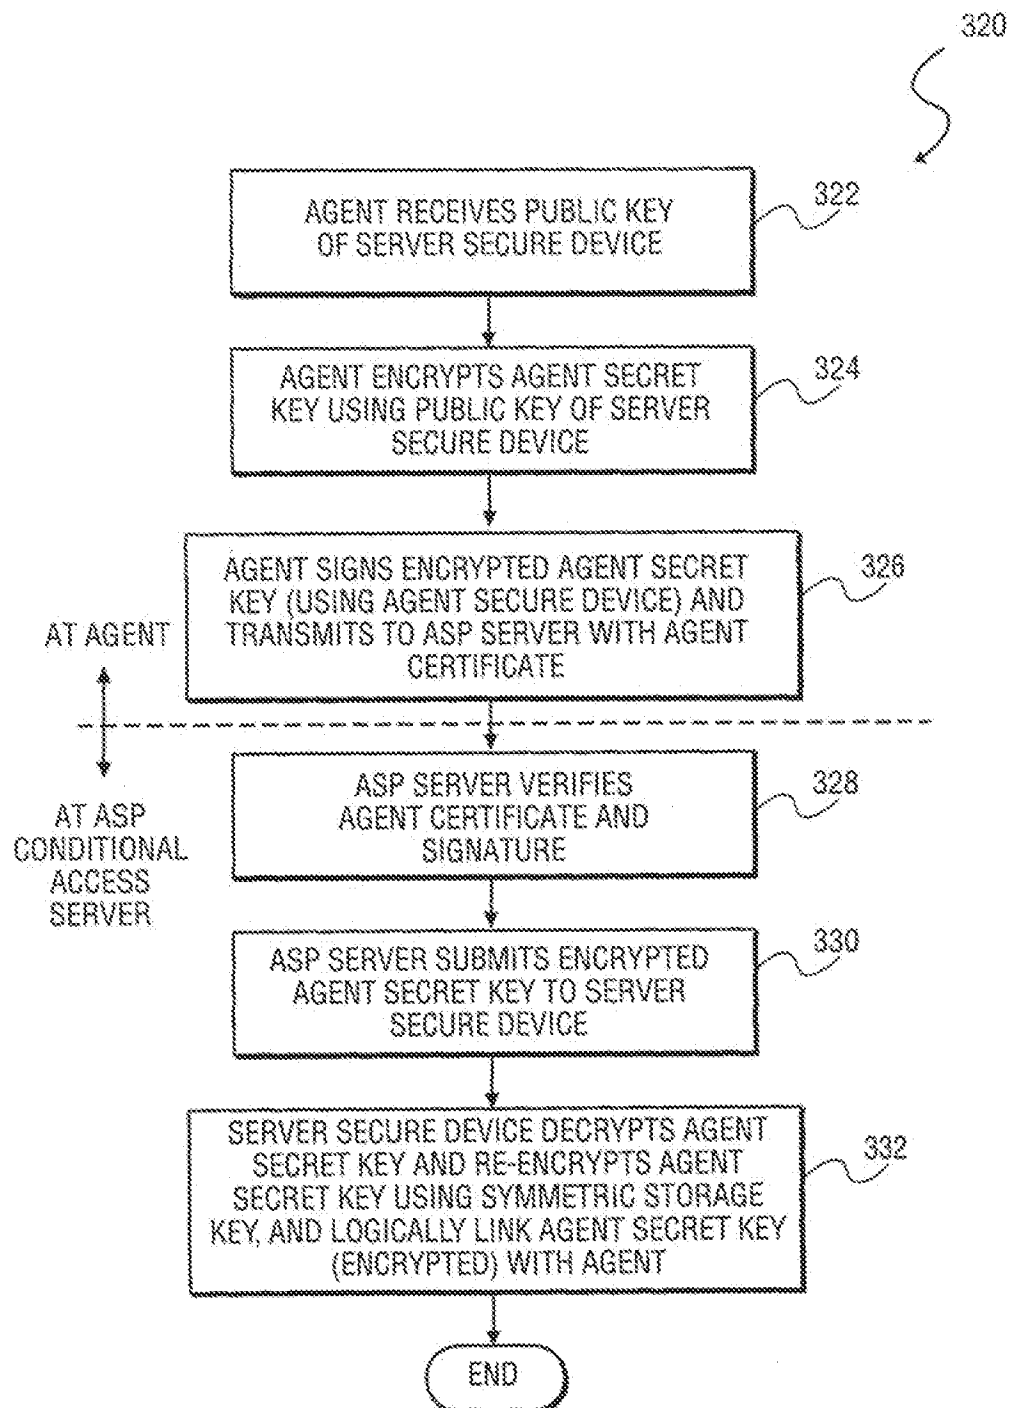 320
AGENT RECEIVES PUBLIC KEY
OF SERVER SECURE DEVICE
322
AGENT ENCRYPTS AGENT SECRET
KEY USING PUBLIC KEY OF SERVER
SECURE DEVICE
324
AGENT SIGNS ENCRYPTED AGENT SECRET
KEY (USING AGENT SECURE DEVICE) AND
TRANSMITS TO ASP SERVER WITH AGENT
CERTIFICATE
326
AT AGENT
AT ASP
CONDITIONAL
ACCESS
SERVER
ASP SERVER VERIFIES
AGENT CERTIFICATE AND
SIGNATURE
328
ASP SERVER SUBMITS ENCRYPTED
AGENT SECRET KEY TO SERVER
SECURE DEVICE
330
SERVER SECURE DEVICE DECRYPTS AGENT
SECRET KEY AND RE-ENCRYPTS AGENT
SECRET KEY USING SYMMETRIC STORAGE
KEY, AND LOGICALLY LINK AGENT SECRET KEY
(ENCRYPTED) WITH AGENT
332
END